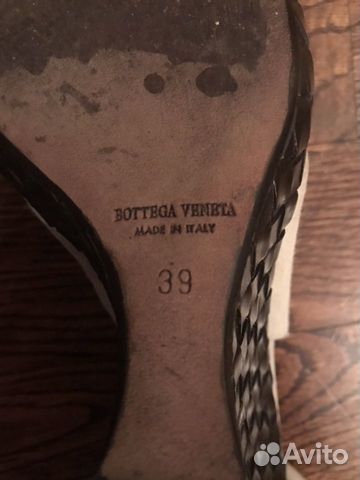 BOTTEGA VENETA
MADE IN ITALY
39
Avito